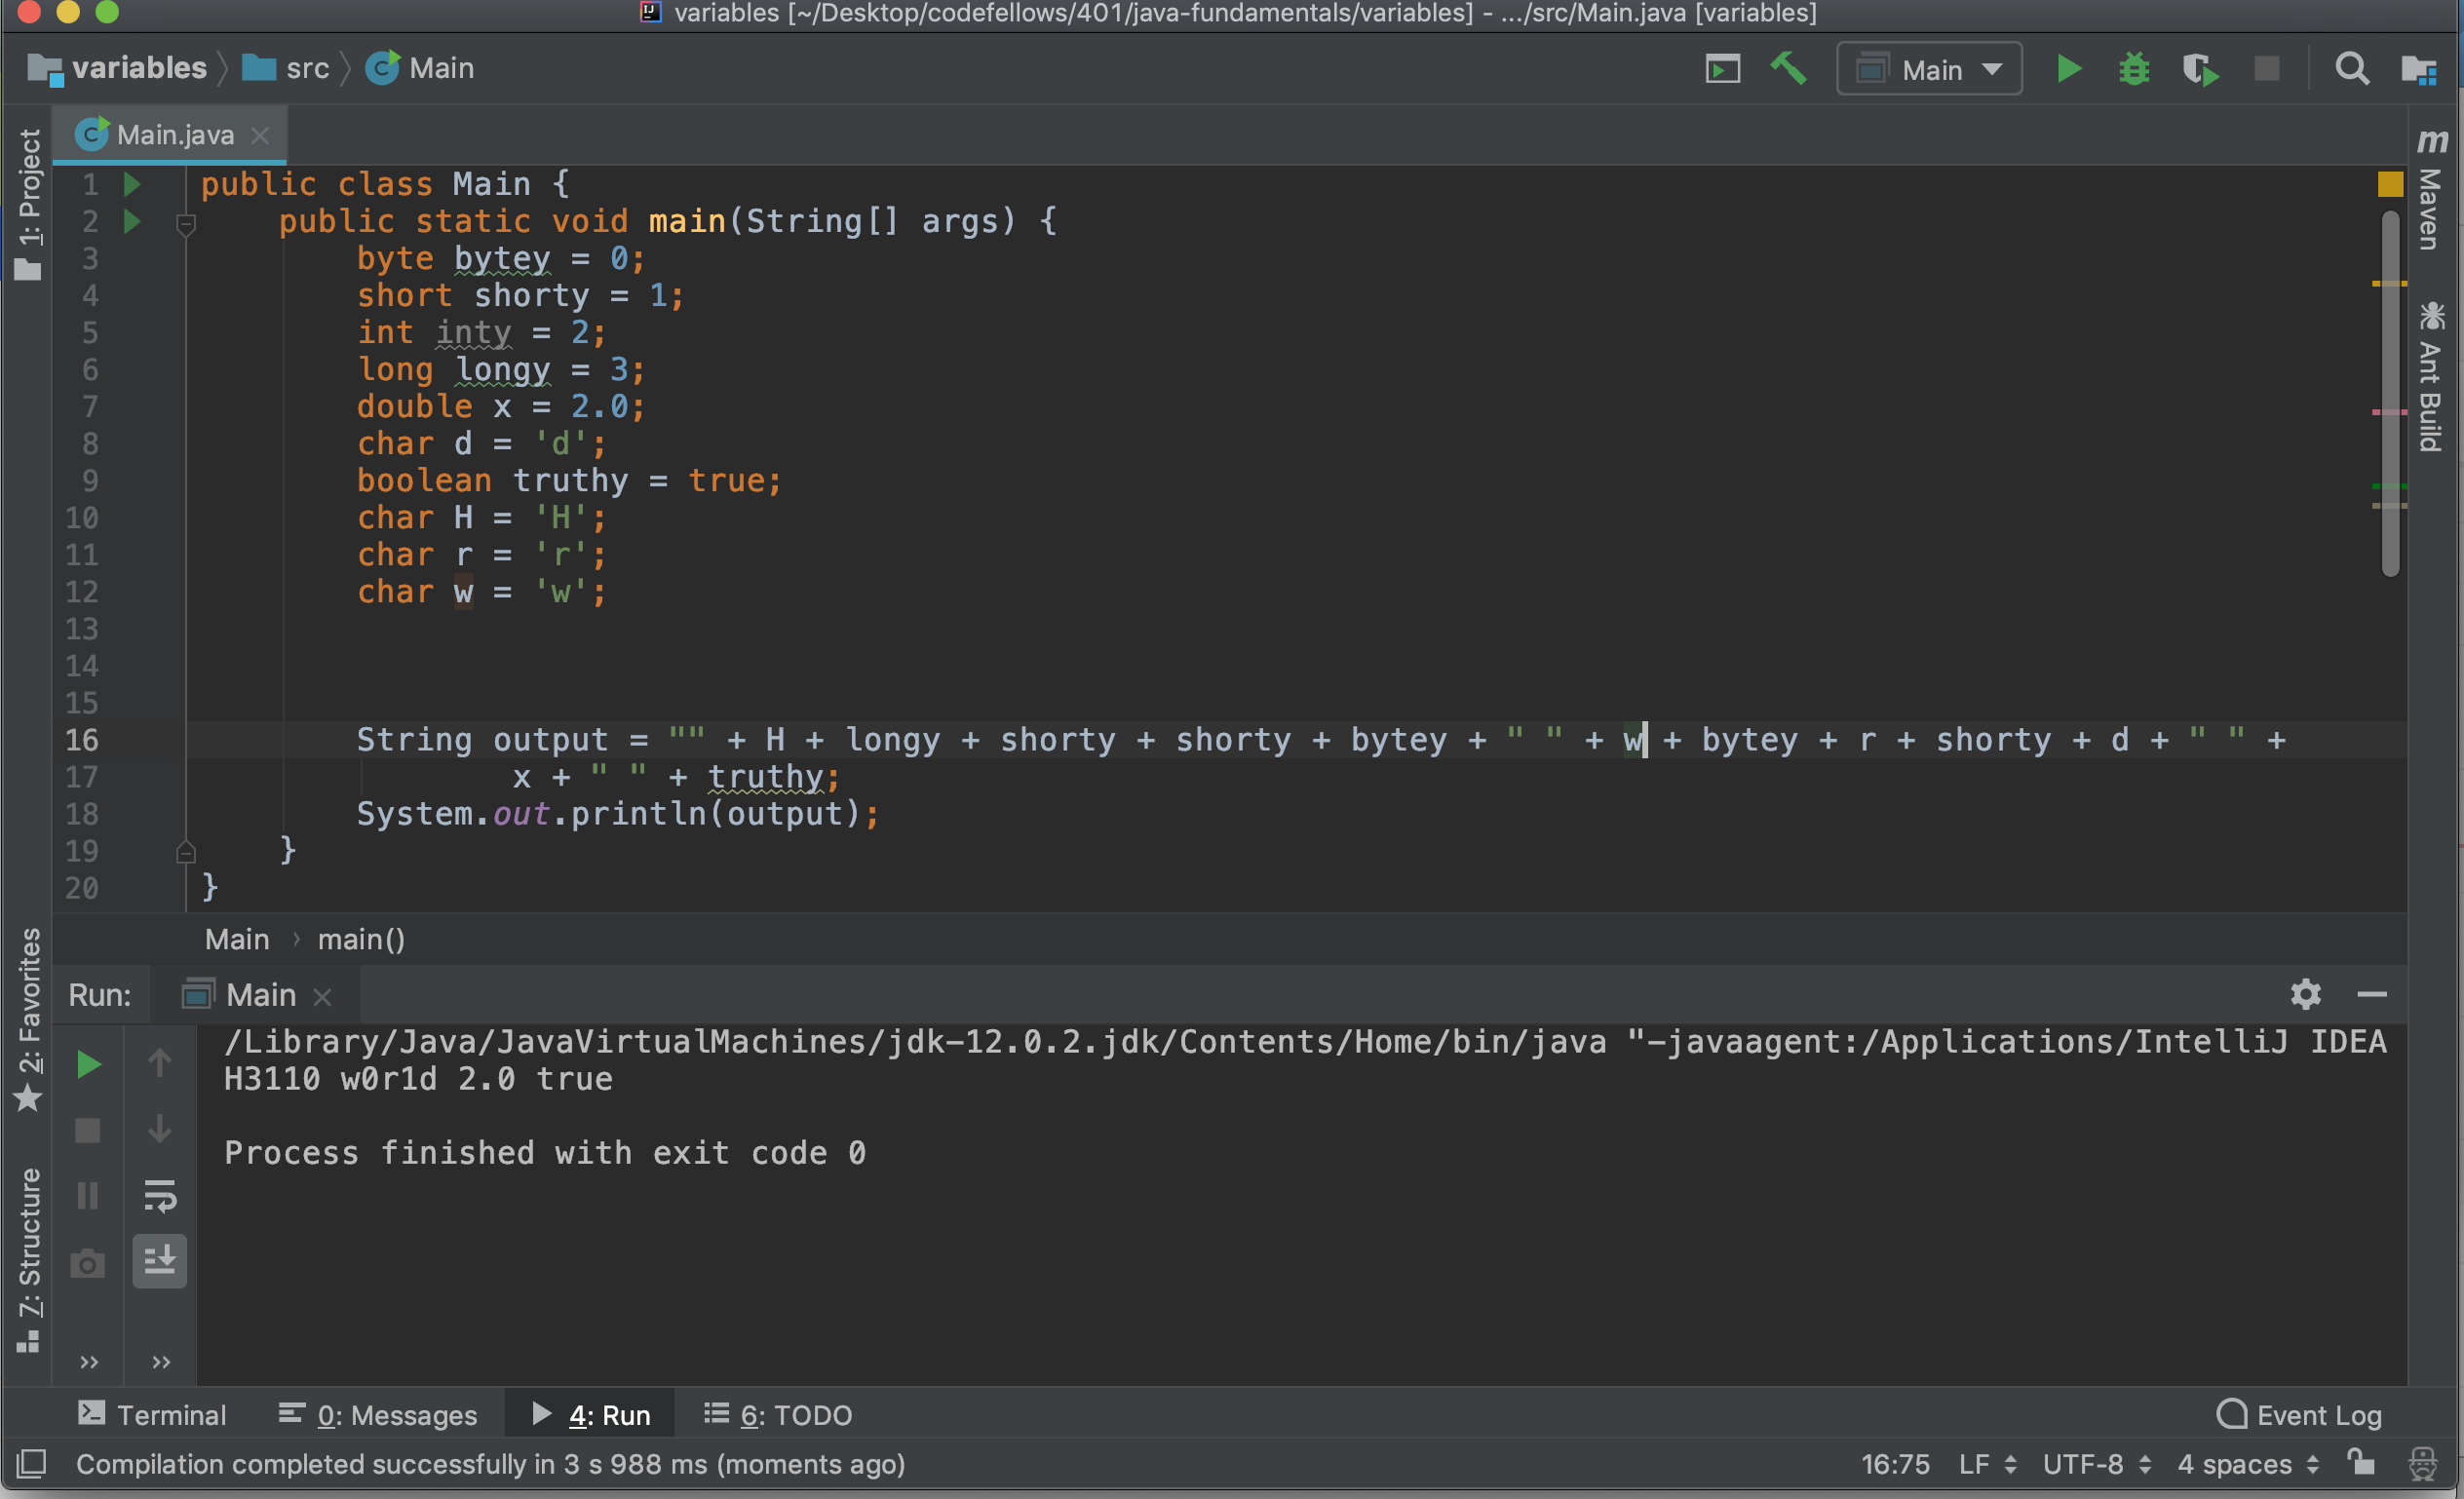 variables [~/Desktop/codefellows/401/java-fundamentals/variables] - .../src/Main.java [variables]
variables src Main Main
Main.java
1: Project
Maven
Ant Build
1 public class Main {
2 public static void main(String[] args) {
3 byte bytey = 0;
4 short shorty = 1;
5 int inty = 2;
6 long longy = 3;
7 double x = 2.0;
8 char d = 'd';
9 boolean truthy = true;
10 char H = 'H';
11 char r = 'r';
12 char w = 'w';
13
14
15
16 String output = "" + H + longy + shorty + shorty + bytey + " " + w + bytey + r + shorty + d + " " +
17 x + " " + truthy;
18 System.out.println(output);
19 }
20 }
Main › main()
2: Favorites
7: Structure
Run: Main
/Library/Java/JavaVirtualMachines/jdk-12.0.2.jdk/Contents/Home/bin/java "-javaagent:/Applications/IntelliJ IDEA
H3110 w0r1d 2.0 true
Process finished with exit code 0
Terminal 0: Messages 4: Run 6: TODO Event Log
Compilation completed successfully in 3 s 988 ms (moments ago) 16:75 LF UTF-8 4 spaces